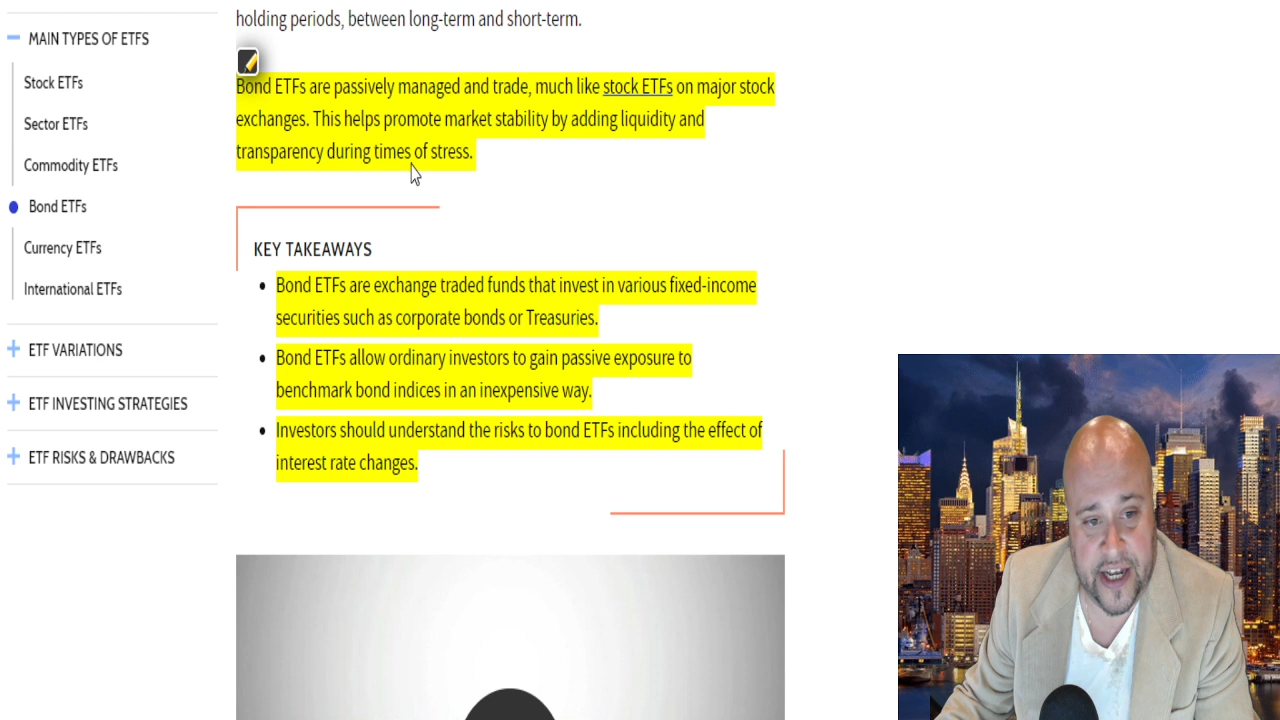 holding periods, between long-term and short-term.
MAIN TYPES OF ETFS
Stock ETFs
Sector ETFs
Commodity ETFs
Bond ETFs
Currency ETFs
International ETFs
ETF VARIATIONS
ETF INVESTING STRATEGIES
ETF RISKS & DRAWBACKS
Bond ETFs are passively managed and trade, much like stock ETFs on major stock
exchanges. This helps promote market stability by adding liquidity and
transparency during times of stress.
KEY TAKEAWAYS
Bond ETFs are exchange traded funds that invest in various fixed-income
securities such as corporate bonds or Treasuries.
Bond ETFs allow ordinary investors to gain passive exposure to
benchmark bond indices in an inexpensive way.
Investors should understand the risks to bond ETFs including the effect of
interest rate changes.